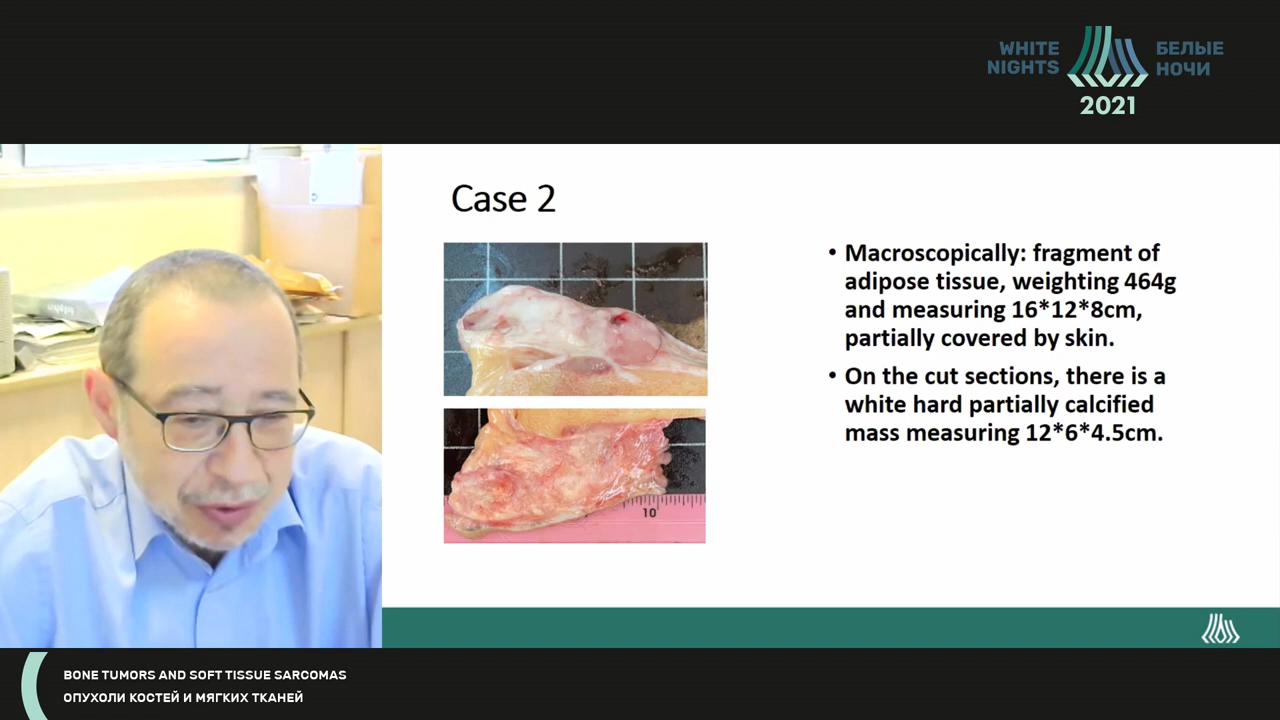 WHITE
NIGHTS
БЕЛЫЕ
НОЧИ
2021
Case 2
• Macroscopically: fragment of
adipose tissue, weighting 464g
and measuring 16*12*8cm,
partially covered by skin.
• On the cut sections, there is a
white hard partially calcified
mass measuring 12*6*4.5cm.
10
BONE TUMORS AND SOFT TISSUE SARCOMAS
ОПУХОЛИ КОСТЕЙ И МЯГКИХ ТКАНЕЙ